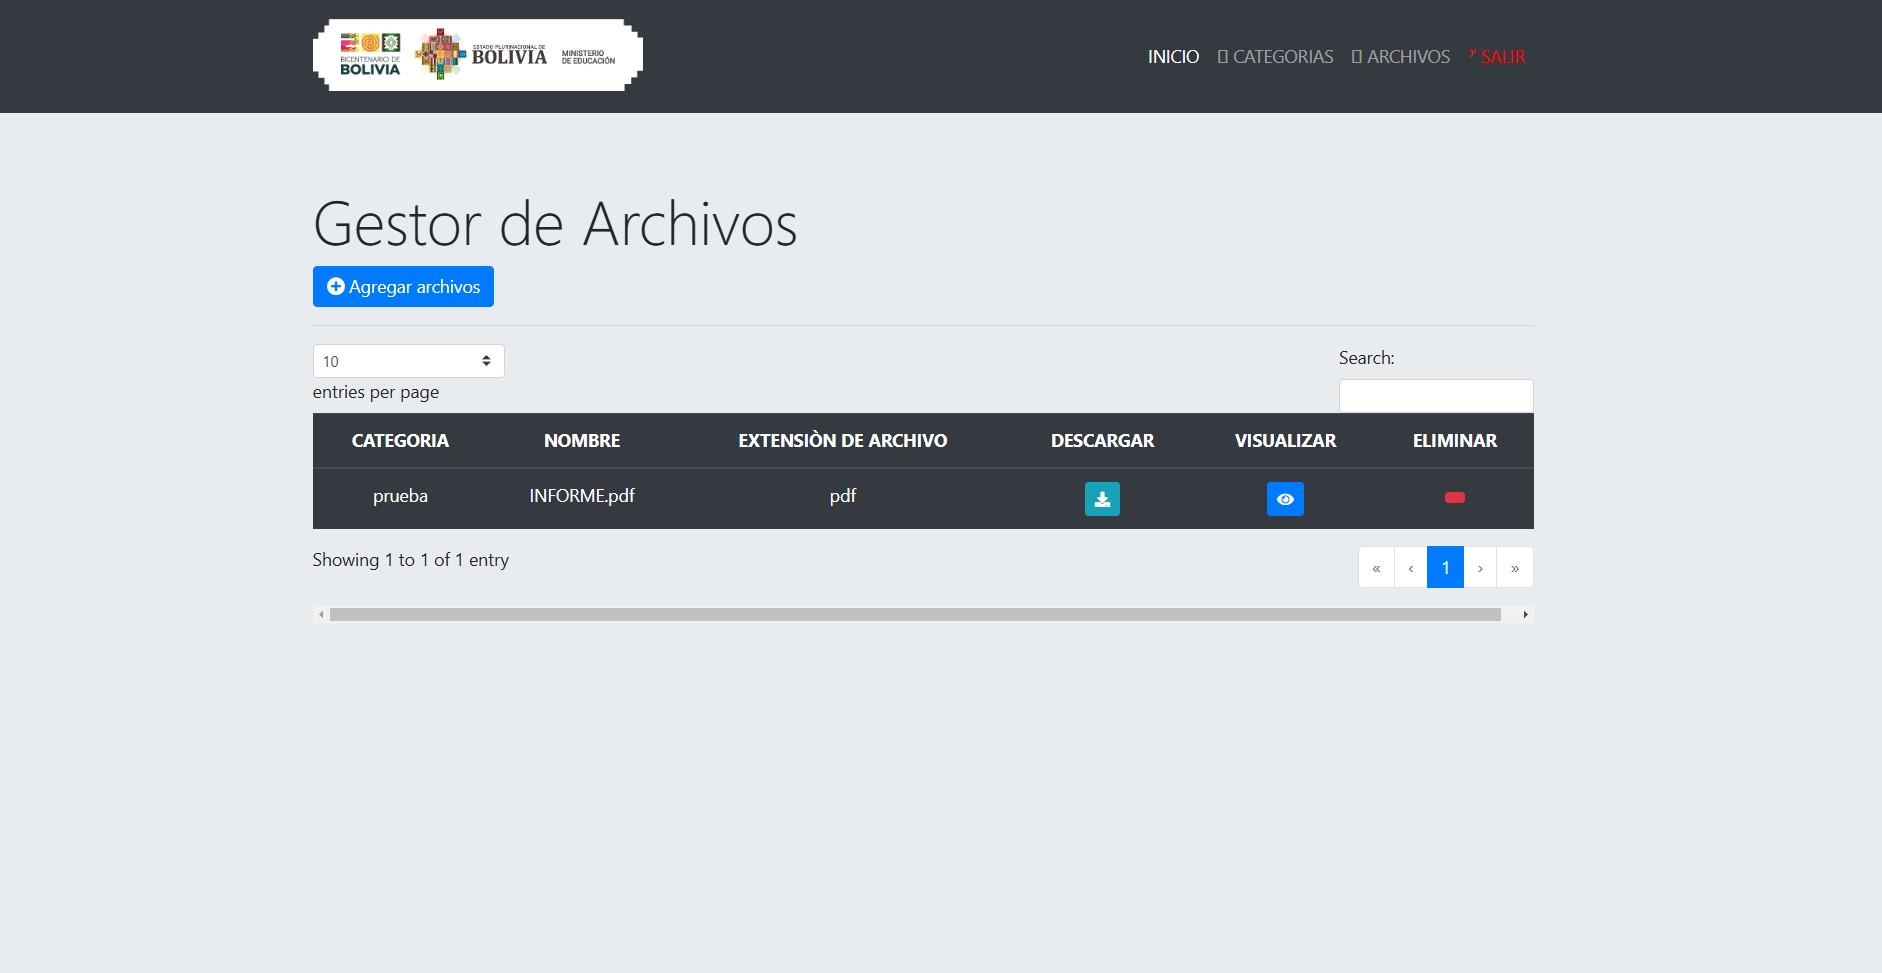 BICENTENARIO DE
BOLIVIA
ESTADO PLURINACIONAL DE
BOLIVIA
MINISTERIO
DE EDUCACIÓN
INICIO CATEGORIAS ARCHIVOS SALIR
Gestor de Archivos
Agregar archivos
10
entries per page
Search:
CATEGORIA NOMBRE EXTENSIÒN DE ARCHIVO DESCARGAR VISUALIZAR ELIMINAR
prueba INFORME.pdf pdf
Showing 1 to 1 of 1 entry
« ‹ 1 › »